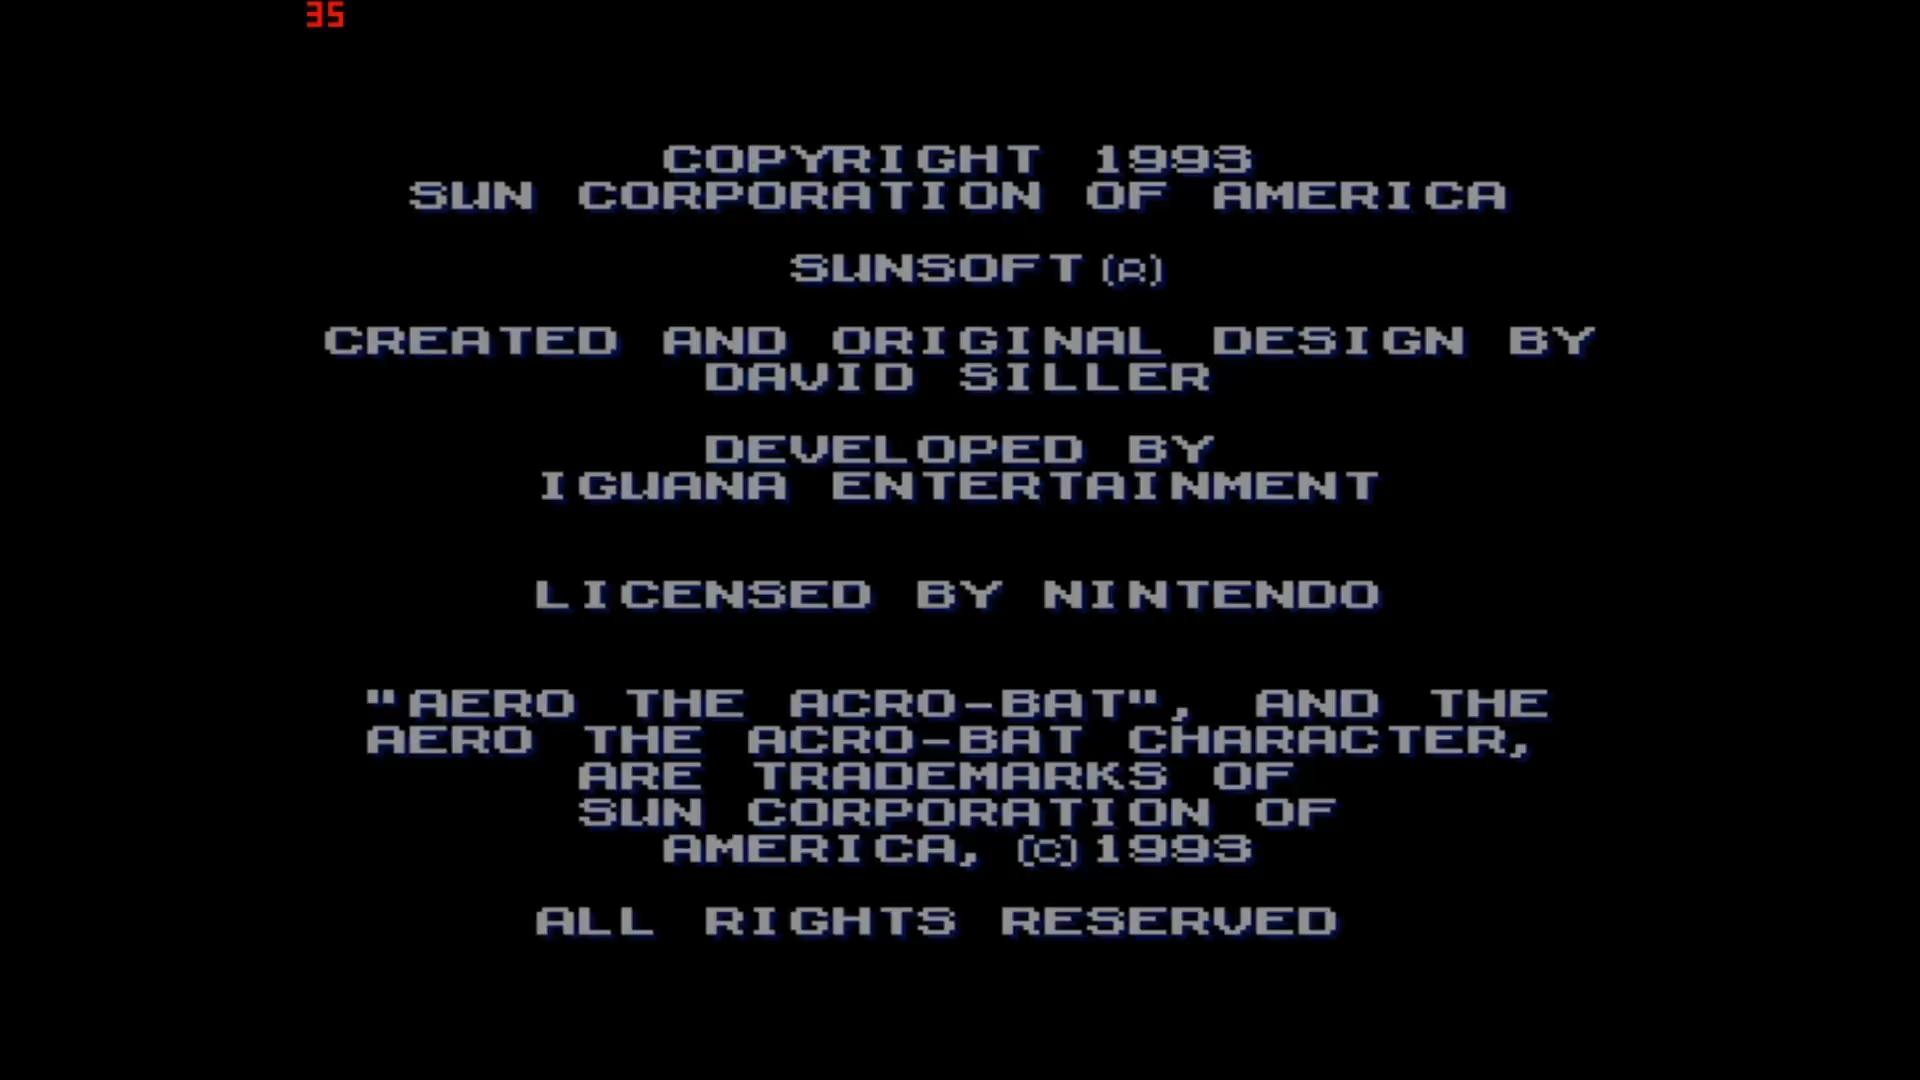 35
COPYRIGHT 1993
SUN CORPORATION OF AMERICA
SUNSOFT(R)
CREATED AND ORIGINAL DESIGN BY
DAVID SILLER
DEVELOPED BY
IGUANA ENTERTAINMENT
LICENSED BY NINTENDO
"AERO THE ACRO-BAT", AND THE
AERO THE ACRO-BAT CHARACTER,
ARE TRADEMARKS OF
SUN CORPORATION OF
AMERICA, (C)1993
ALL RIGHTS RESERVED